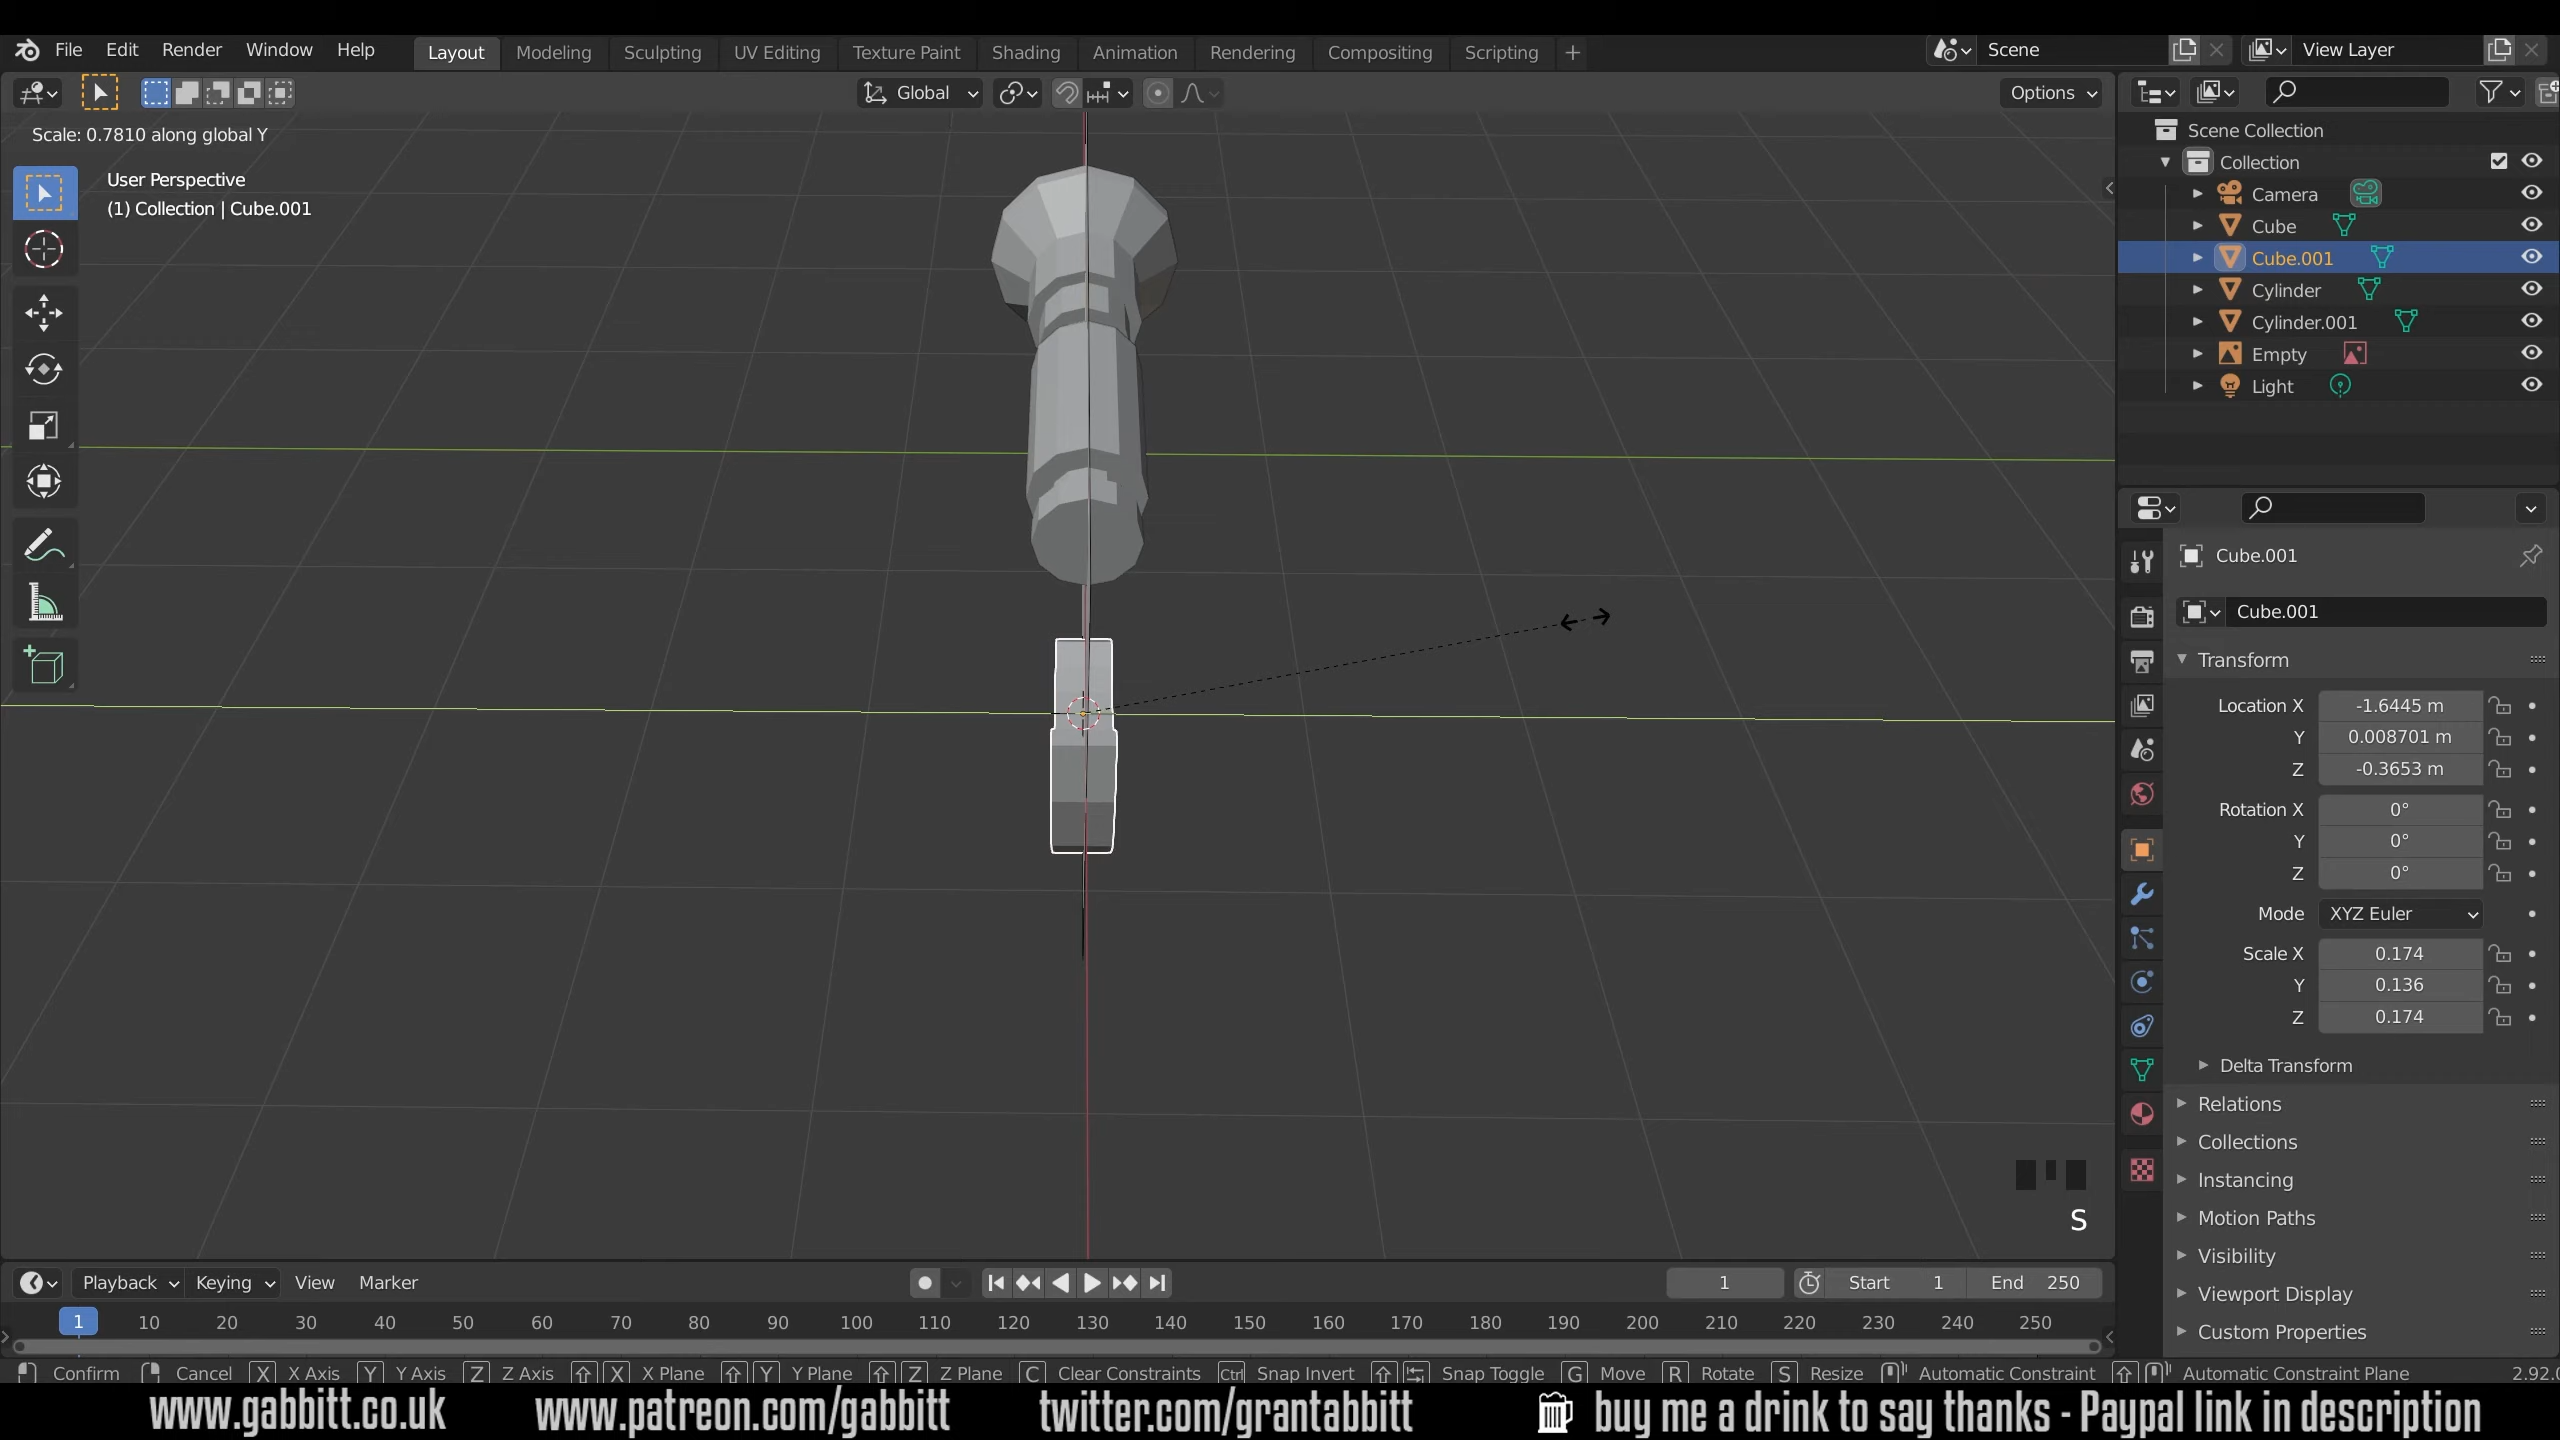 File Edit Render Window Help Layout Modeling Sculpting UV Editing Texture Paint Shading Animation Rendering Compositing Scripting + Scene View Layer
Global Options
Scale: 0.7810 along global Y
User Perspective
(1) Collection | Cube.001
Scene Collection
Collection
Camera
Cube
Cube.001
Cylinder
Cylinder.001
Empty
Light
Cube.001
Cube.001
Transform
Location X -1.6445 m
Y 0.008701 m
Z -0.3653 m
Rotation X 0°
Y 0°
Z 0°
Mode XYZ Euler
Scale X 0.174
Y 0.136
Z 0.174
Delta Transform
Relations
Collections
Instancing
Motion Paths
Visibility
Viewport Display
Custom Properties
S
Playback Keying View Marker 1 Start 1 End 250
1 10 20 30 40 50 60 70 80 90 100 110 120 130 140 150 160 170 180 190 200 210 220 230 240 250
Confirm Cancel X X Axis Y Y Axis Z Z Axis X X Plane Y Y Plane Z Z Plane C Clear Constraints Ctrl Snap Invert Snap Toggle G Move R Rotate S Resize Automatic Constraint Automatic Constraint Plane
www.gabbitt.co.uk www.patreon.com/gabbitt twitter.com/grantabbitt buy me a drink to say thanks - Paypal link in description